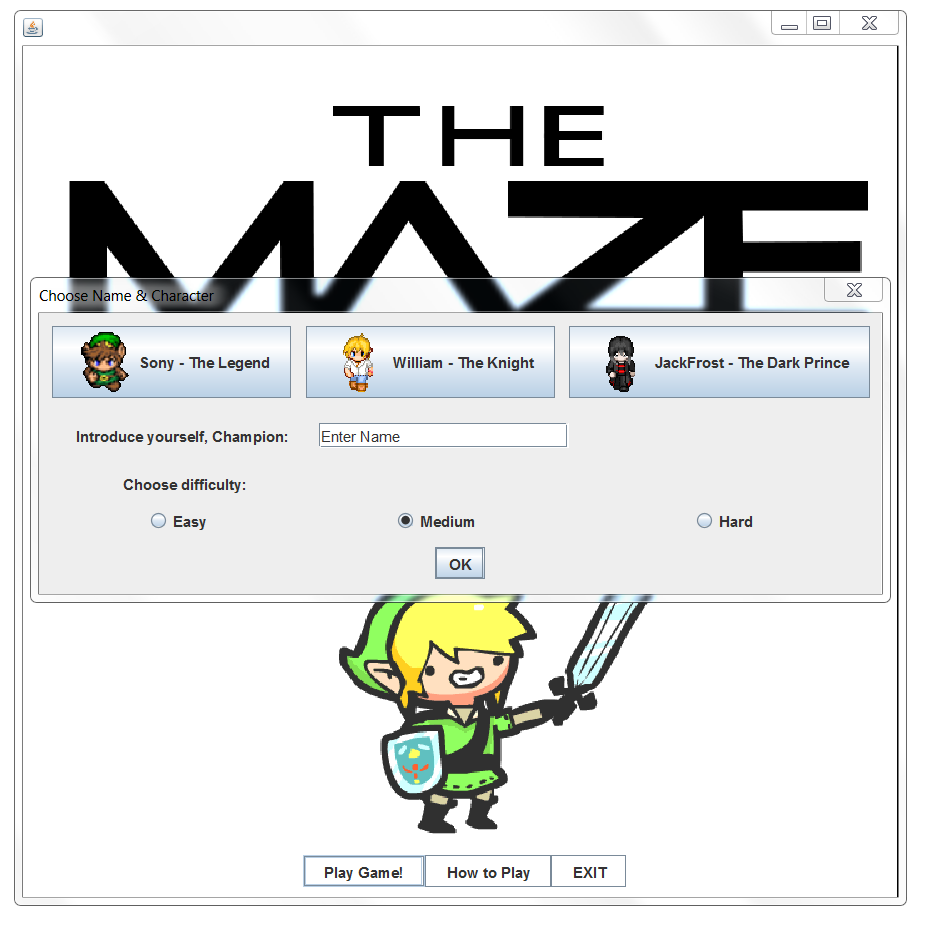 THE
MAZE
Choose Name & Character
Sony - The Legend
William - The Knight
JackFrost - The Dark Prince
Introduce yourself, Champion:
Enter Name
Choose difficulty:
Easy
Medium
Hard
OK
Play Game!
How to Play
EXIT